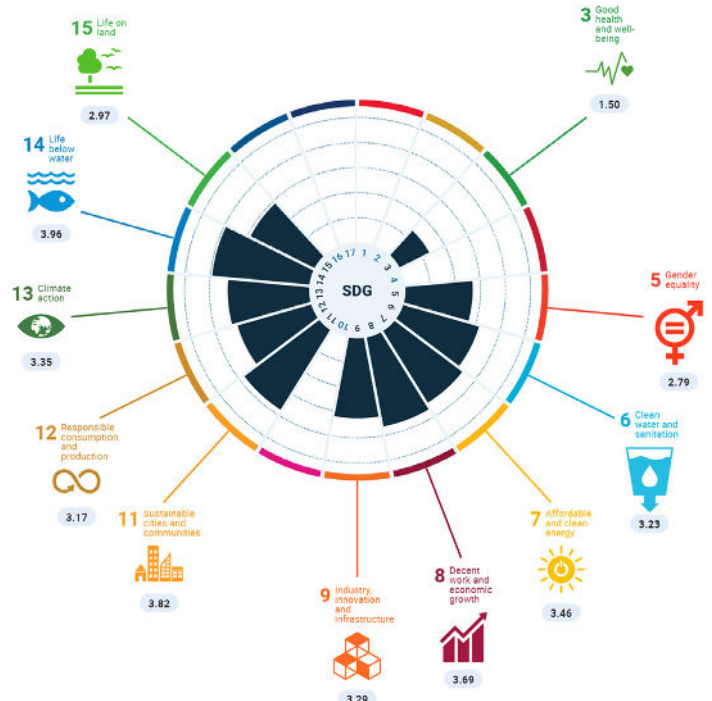 15 Life on
land
2.97
3 Good
health
and well-
being
1.50
14 Life
below
water
3.96
13 Climate
action
3.35
5 Gender
equality
2.79
12 Responsible
consumption
and
production
3.17
6 Clean
water and
sanitation
3.23
11 Sustainable
cities and
communities
3.82
7 Affordable
and clean
energy
3.46
9 Industry,
innovation
and
infrastructure
3.29
8 Decent
work and
economic
growth
3.69
SDG
1
2
3
4
5
6
7
8
9
10
11
12
13
14
15
16
17